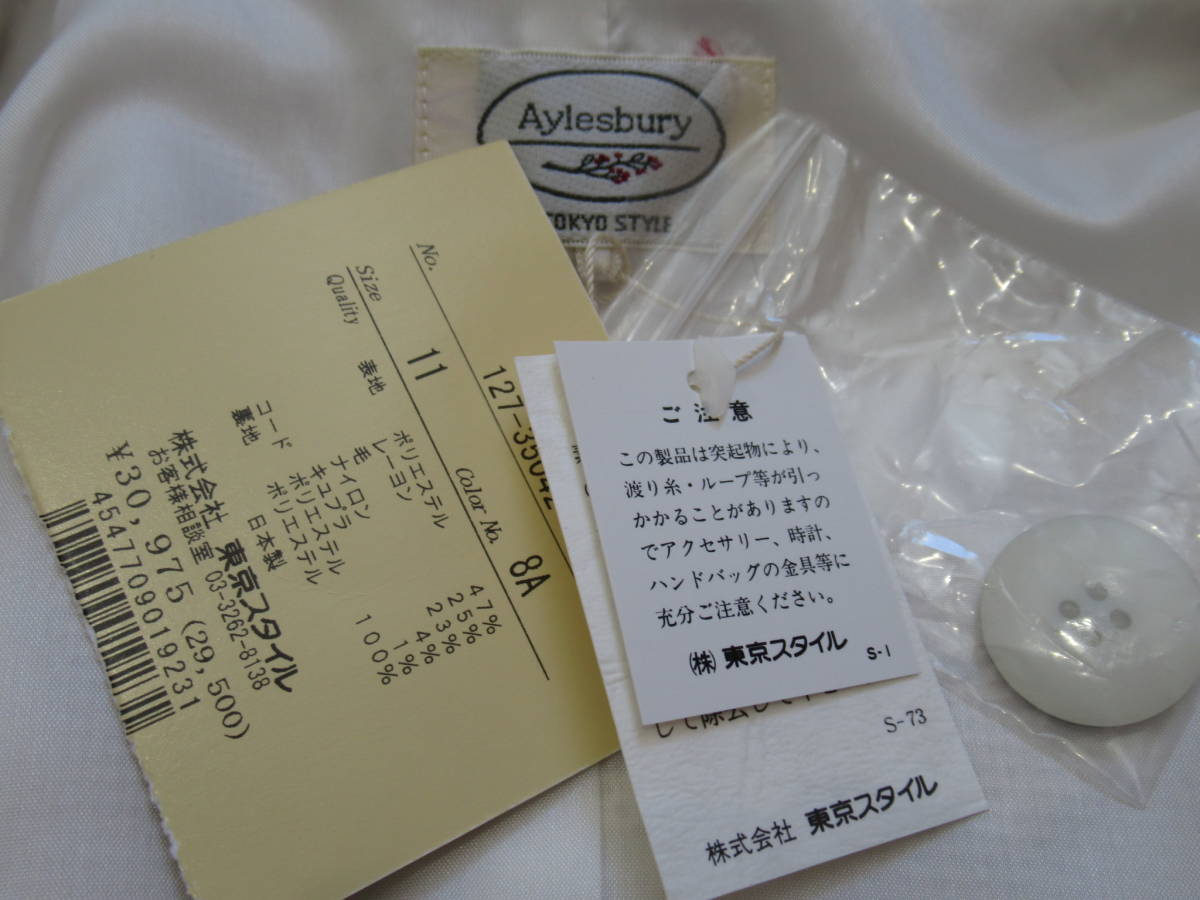 Aylesbury
TOKYO STYLE
No. 127-35042
Size 11 Color No. 8A
Quality 表地 ポリエステル 47%
レーヨン 25%
毛 23%
ナイロン 4%
キュプラ 1%
コード ポリエステル
裏地 ポリエステル 100%
日本製
株式会社 東京スタイル
お客様相談室 03-3262-8138
¥30,975 (29,500)
4547709019231
ご注意
この製品は突起物により、
渡り糸・ループ等が引っ
かかることがありますの
でアクセサリー、時計、
ハンドバッグの金具等に
充分ご注意ください。
㈱ 東京スタイル S-1
S-73
株式会社 東京スタイル